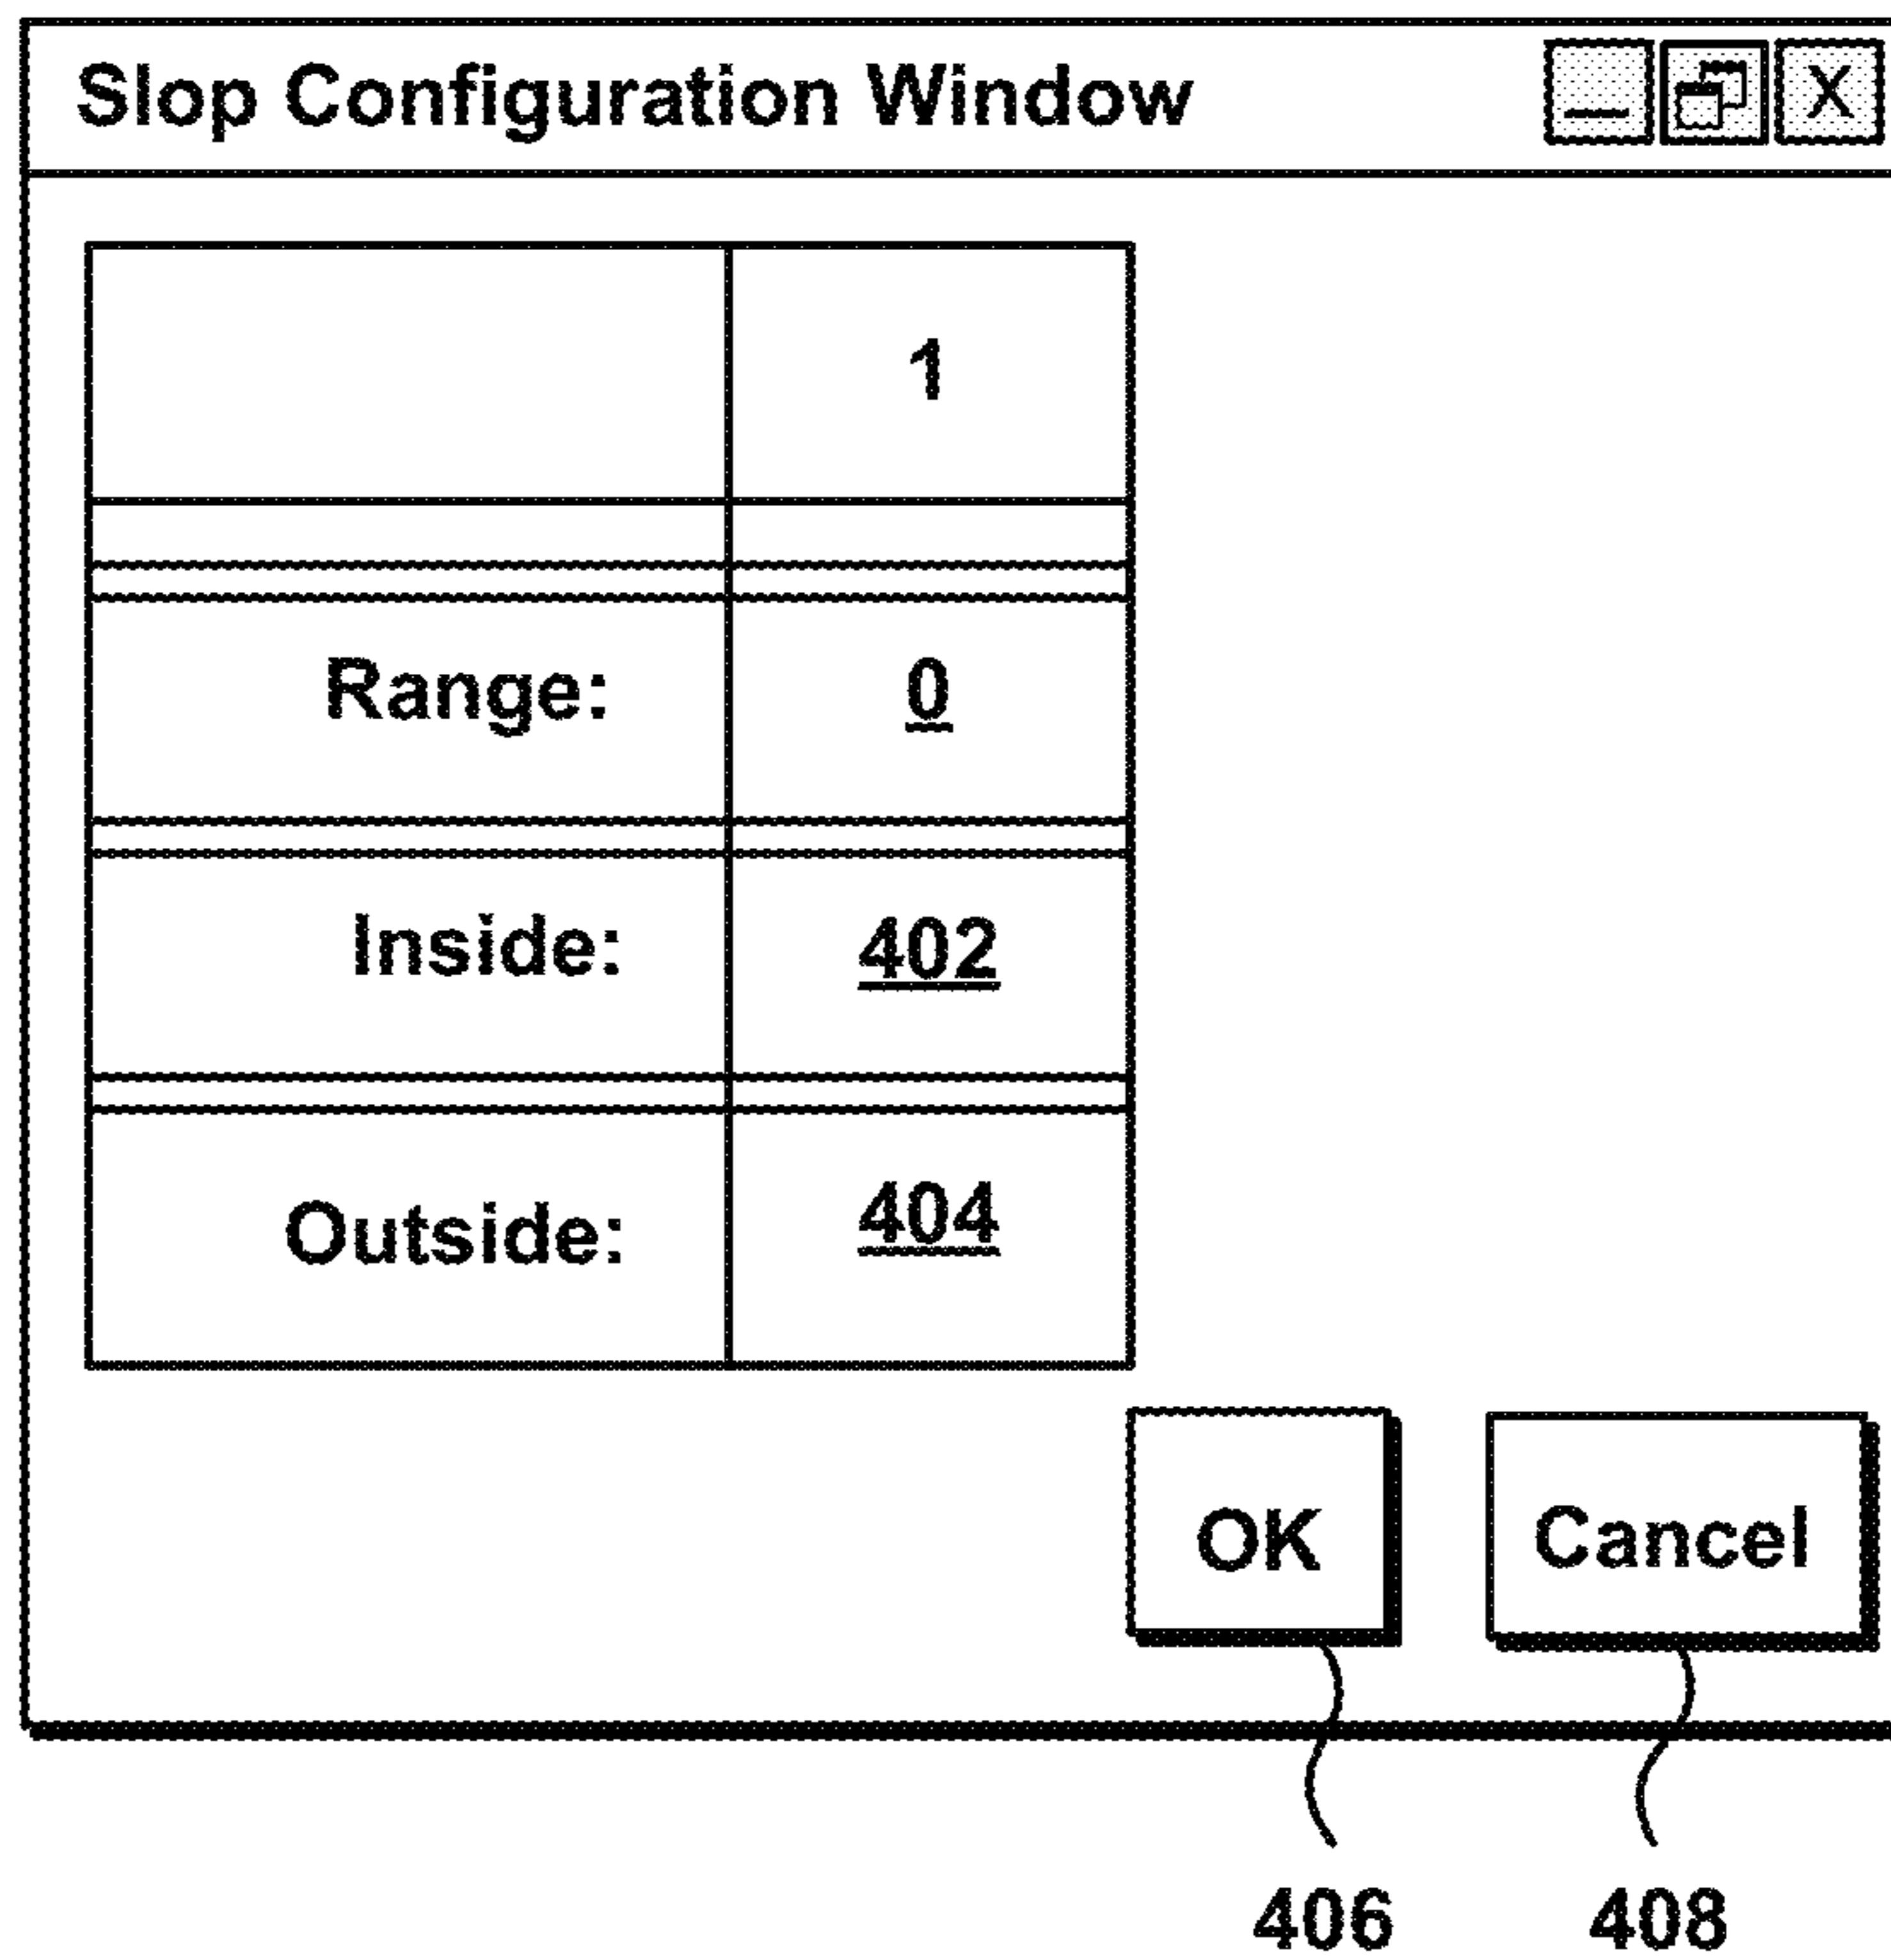 Slop Configuration Window X
1
Range: 0
Inside: 402
Outside: 404
OK Cancel
406 408